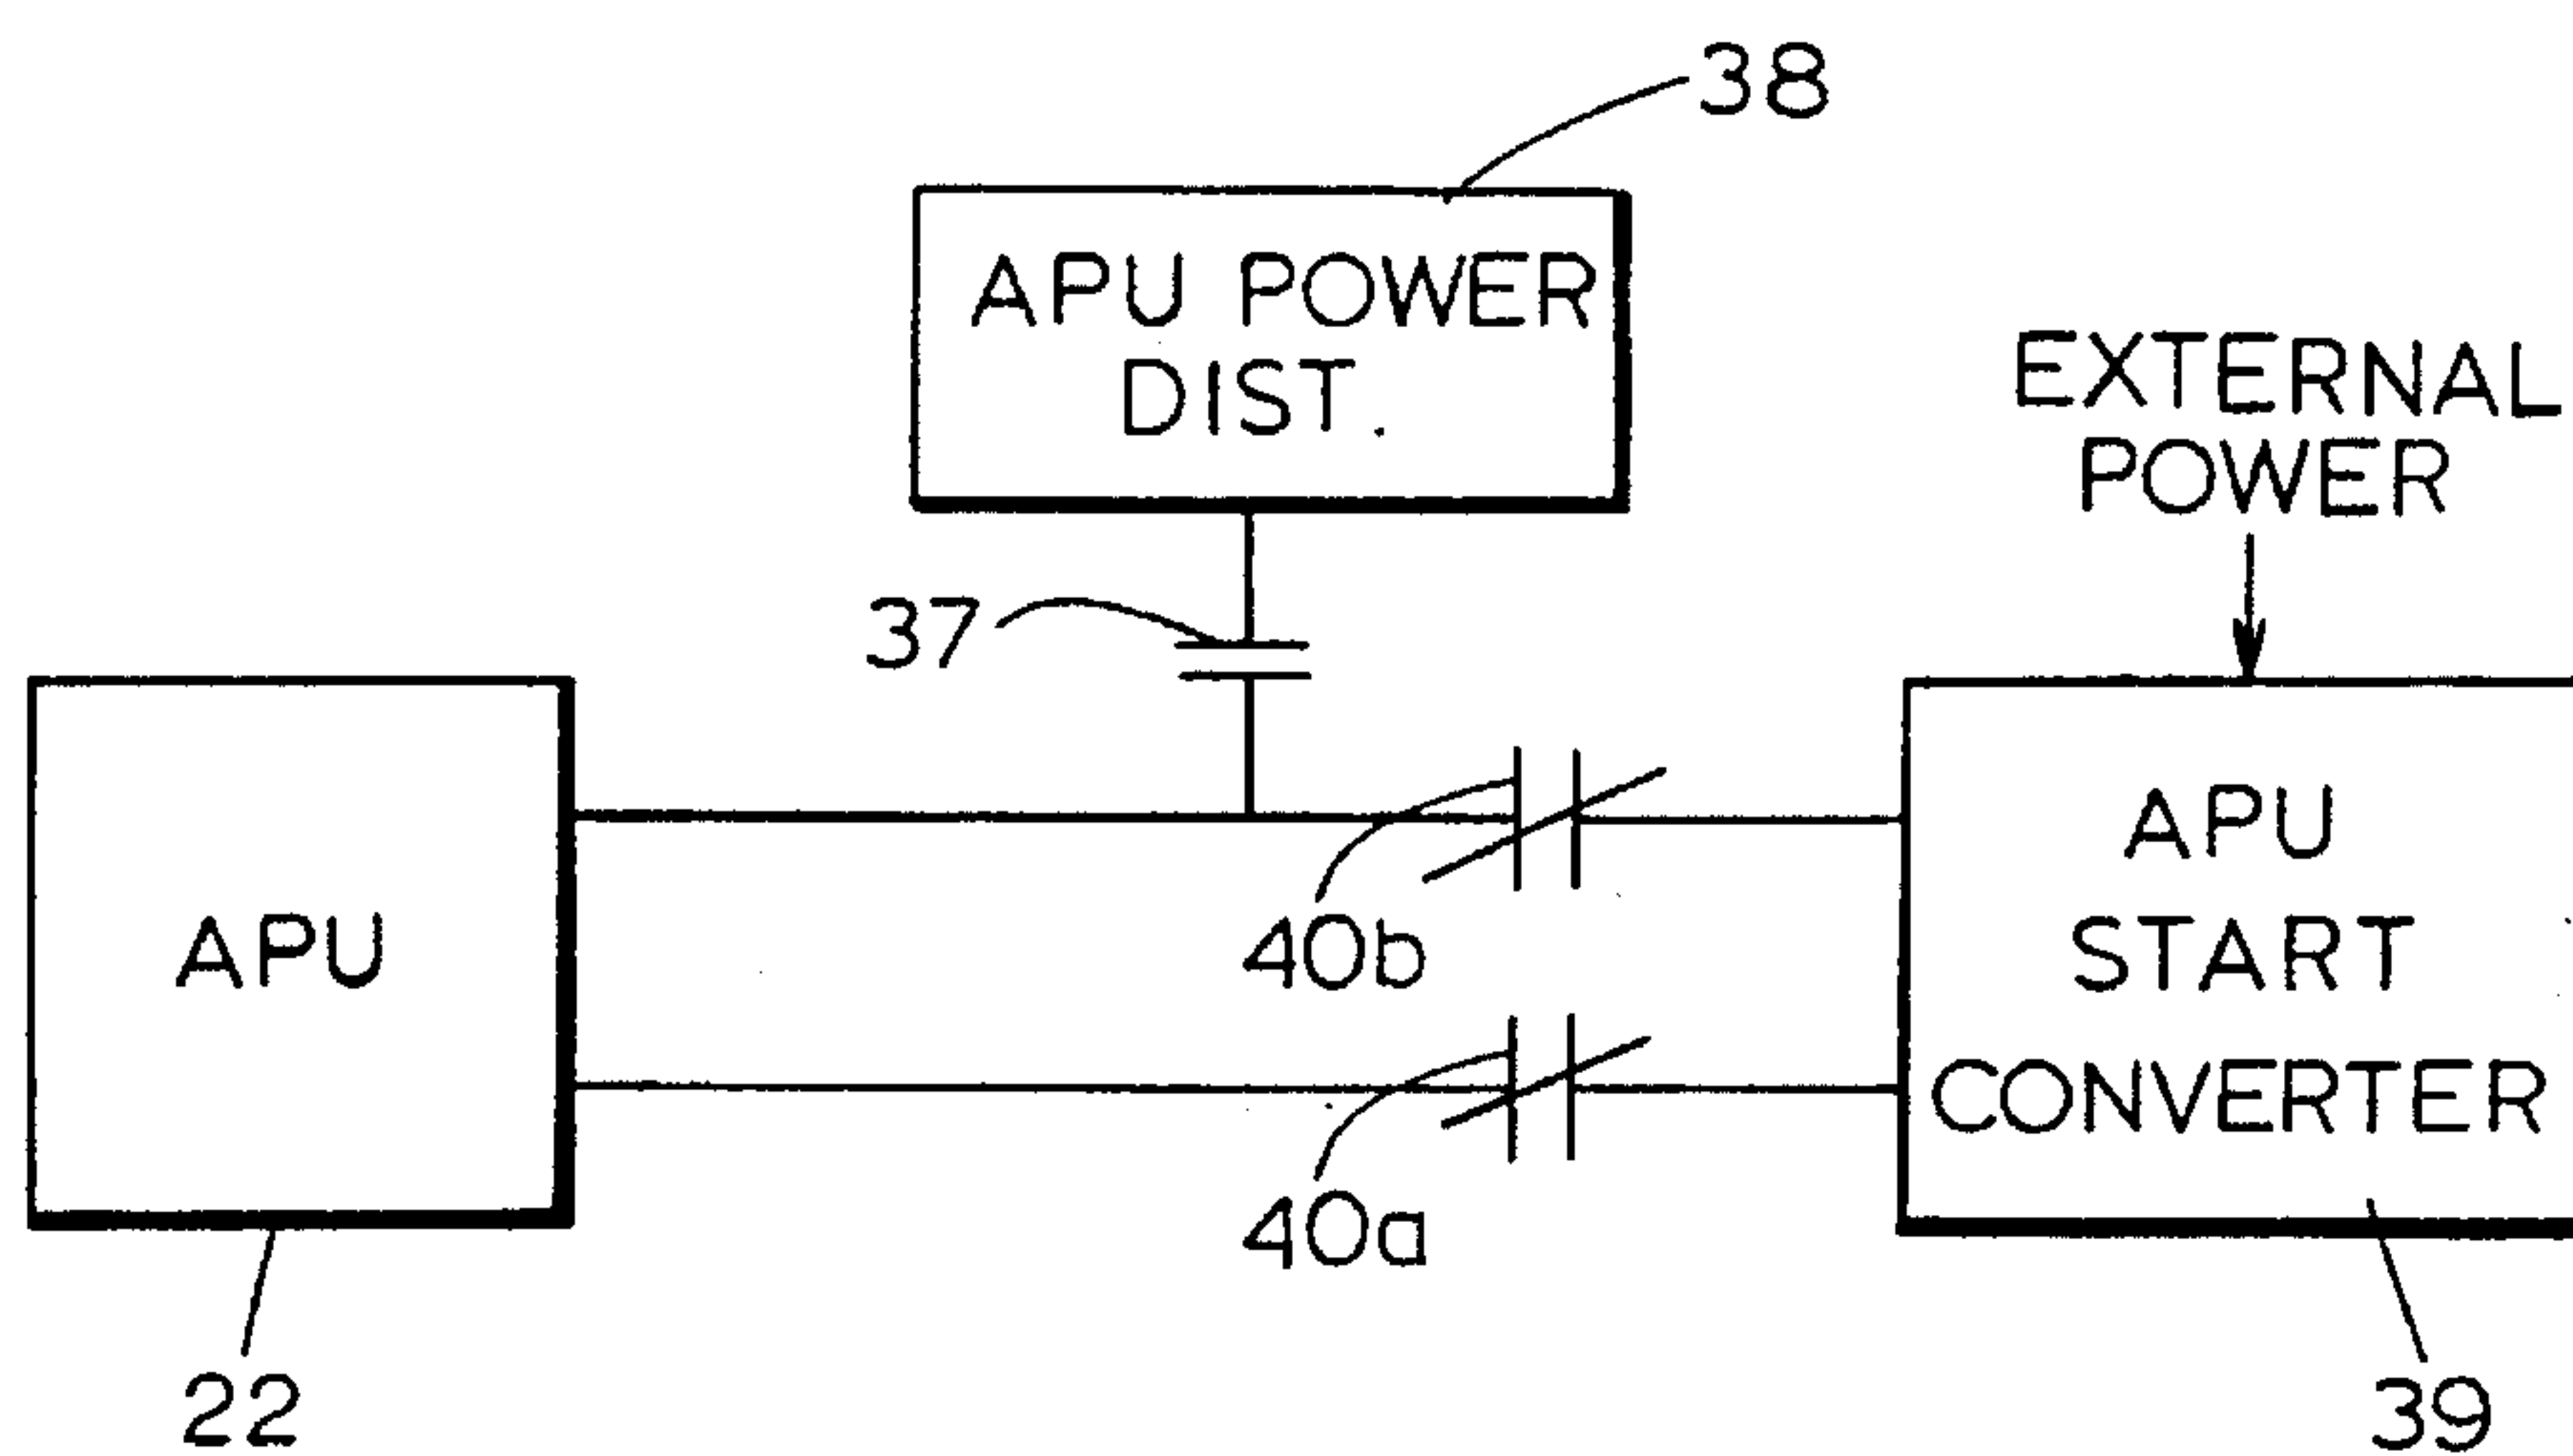 38
APU POWER
DIST.
EXTERNAL
POWER
37
APU
40b
APU
START
CONVERTER
40a
22
39